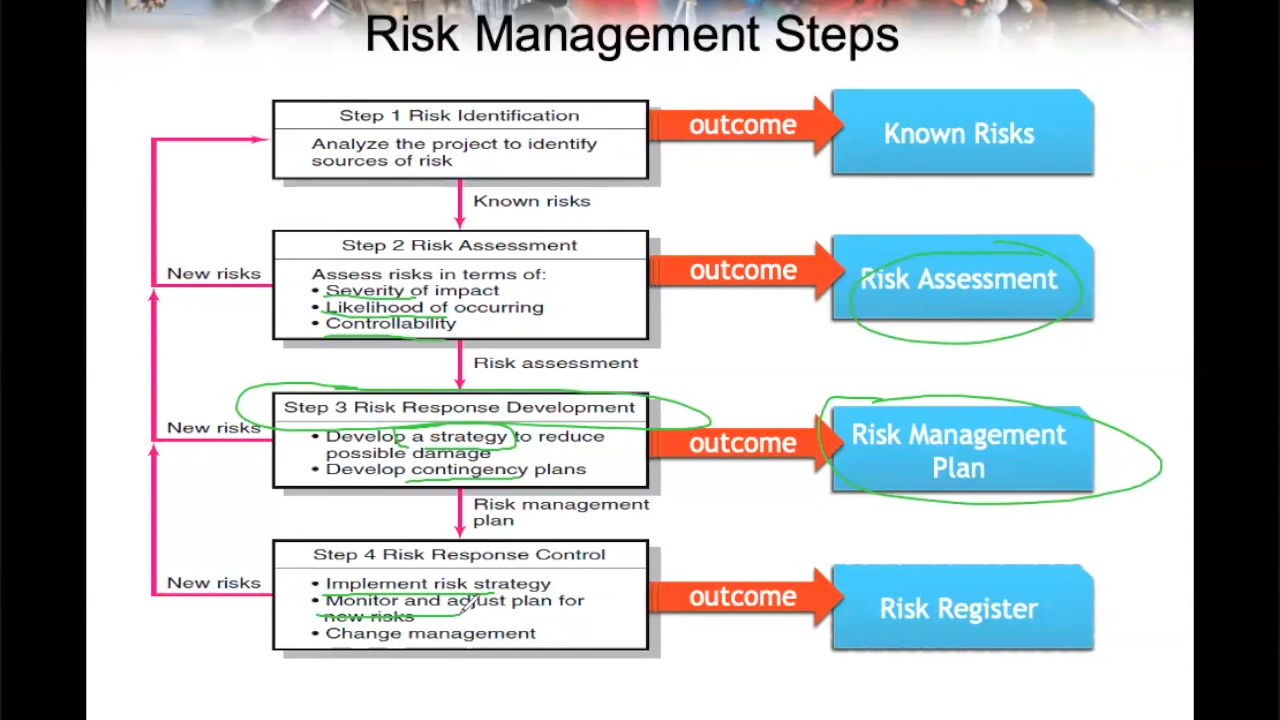 Risk Management Steps
Step 1 Risk Identification
Analyze the project to identify
sources of risk
outcome
Known Risks
Known risks
Step 2 Risk Assessment
Assess risks in terms of:
• Severity of impact
• Likelihood of occurring
• Controllability
outcome
Risk Assessment
New risks
Risk assessment
Step 3 Risk Response Development
• Develop a strategy to reduce
possible damage
• Develop contingency plans
outcome
Risk Management
Plan
New risks
Risk management
plan
Step 4 Risk Response Control
• Implement risk strategy
• Monitor and adjust plan for
new risks
• Change management
outcome
Risk Register
New risks